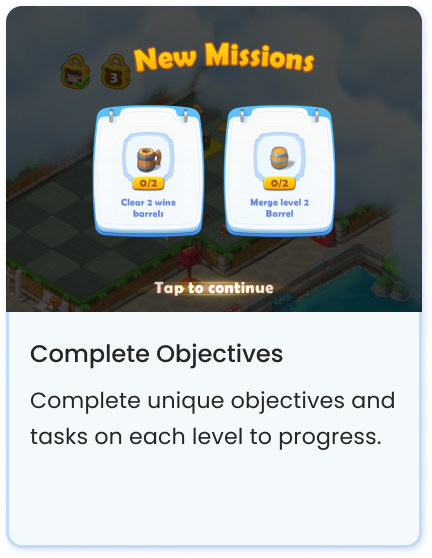 New Missions
3
0/2
0/2
Clear 2 wine
barrels
Merge level 2
Barrel
Tap to continue
Complete Objectives
Complete unique objectives and
tasks on each level to progress.